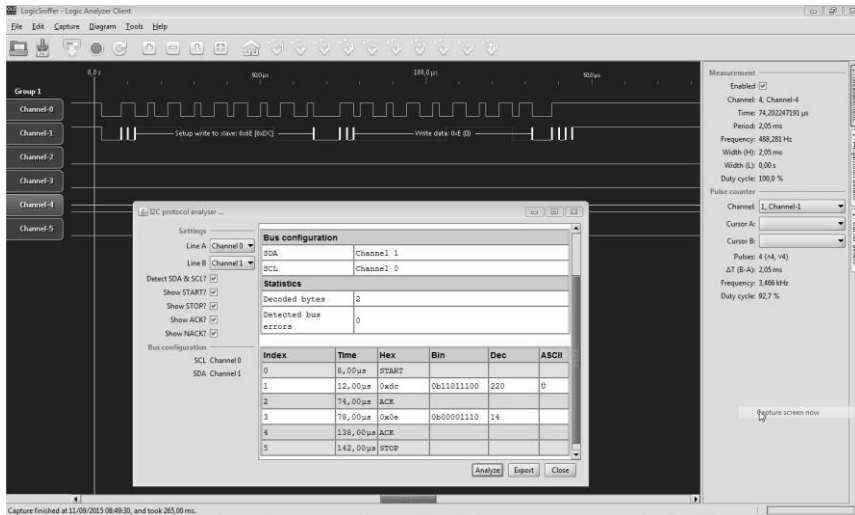 LogicSniffer - Logic Analyzer Client
File Edit Capture Diagram Tools Help
Group 1
Channel-0
Channel-1
Setup write to slave: 0x6E [0xDC]
Write data: 0xE (0)
Channel-2
Channel-3
Channel-4
Channel-5
Measurement
Enabled
Channel: 4, Channel-4
Time: 74,202247191 µs
Period: 2,05 ms
Frequency: 488,281 Hz
Width (H): 2,05 ms
Width (L): 0,00 s
Duty cycle: 100,0 %
Pulse counter
Channel: 1, Channel-1
Cursor A:
Cursor B:
Pulses: 4 (^4, v4)
ΔT (B-A): 2,05 ms
Frequency: 3,466 kHz
Duty cycle: 92,7 %
Capture screen now
I2C protocol analyser ...
Settings
Line A Channel 0
Line B Channel 1
Detect SDA & SCL?
Show START?
Show STOP?
Show ACK?
Show NACK?
Bus configuration
SCL Channel 0
SDA Channel 1
Bus configuration
SDA Channel 1
SCL Channel 0
Statistics
Decoded bytes 2
Detected bus errors 0
Index Time Hex Bin Dec ASCII
0 8,00µs START
1 12,00µs 0xdc 0b11011100 220
2 74,00µs ACK
3 78,00µs 0x0e 0b00001110 14
4 138,00µs ACK
5 142,00µs STOP
Analyze Export Close
Capture finished at 11/09/2015 08:49:30, and took 265,00 ms.